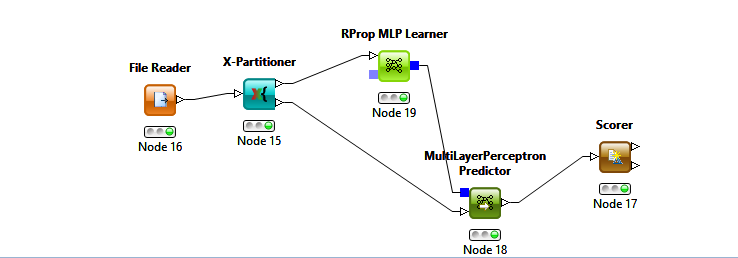 RProp MLP Learner
X-Partitioner
File Reader
Node 19
Scorer
Node 15
Node 16
MultiLayerPerceptron
Predictor
Node 17
Node 18